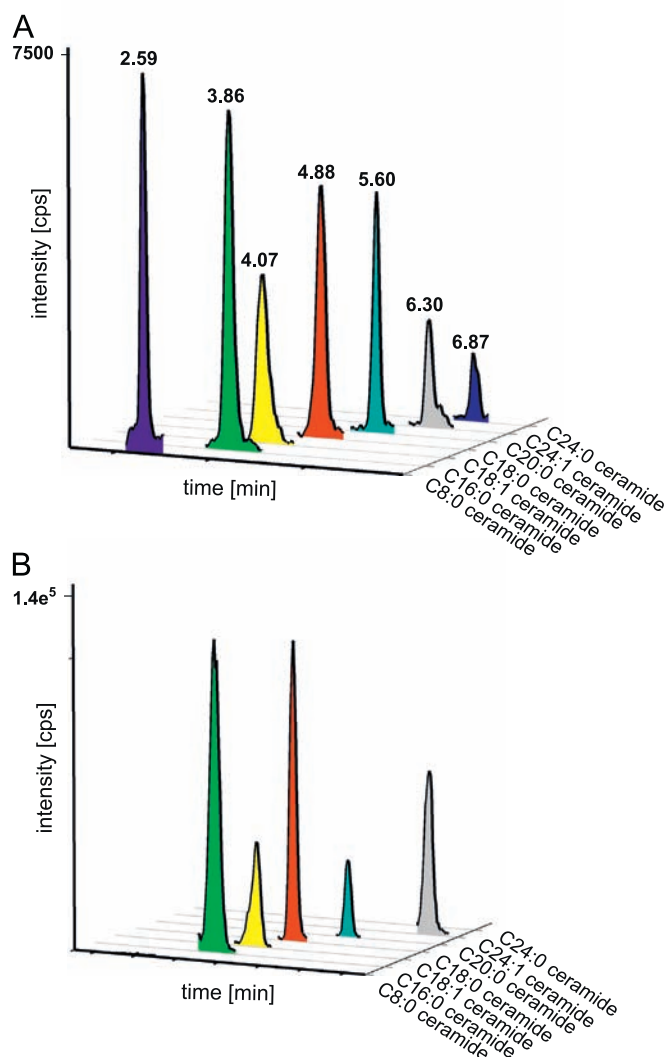 A
7500
2.59
3.86
4.88
5.60
4.07
6.30
6.87
intensity [cps]
time [min]
C24:0 ceramide
C24:1 ceramide
C20:0 ceramide
C18:0 ceramide
C18:1 ceramide
C16:0 ceramide
C8:0 ceramide
B
1.4e⁵
intensity [cps]
time [min]
C24:0 ceramide
C24:1 ceramide
C20:0 ceramide
C18:0 ceramide
C18:1 ceramide
C16:0 ceramide
C8:0 ceramide